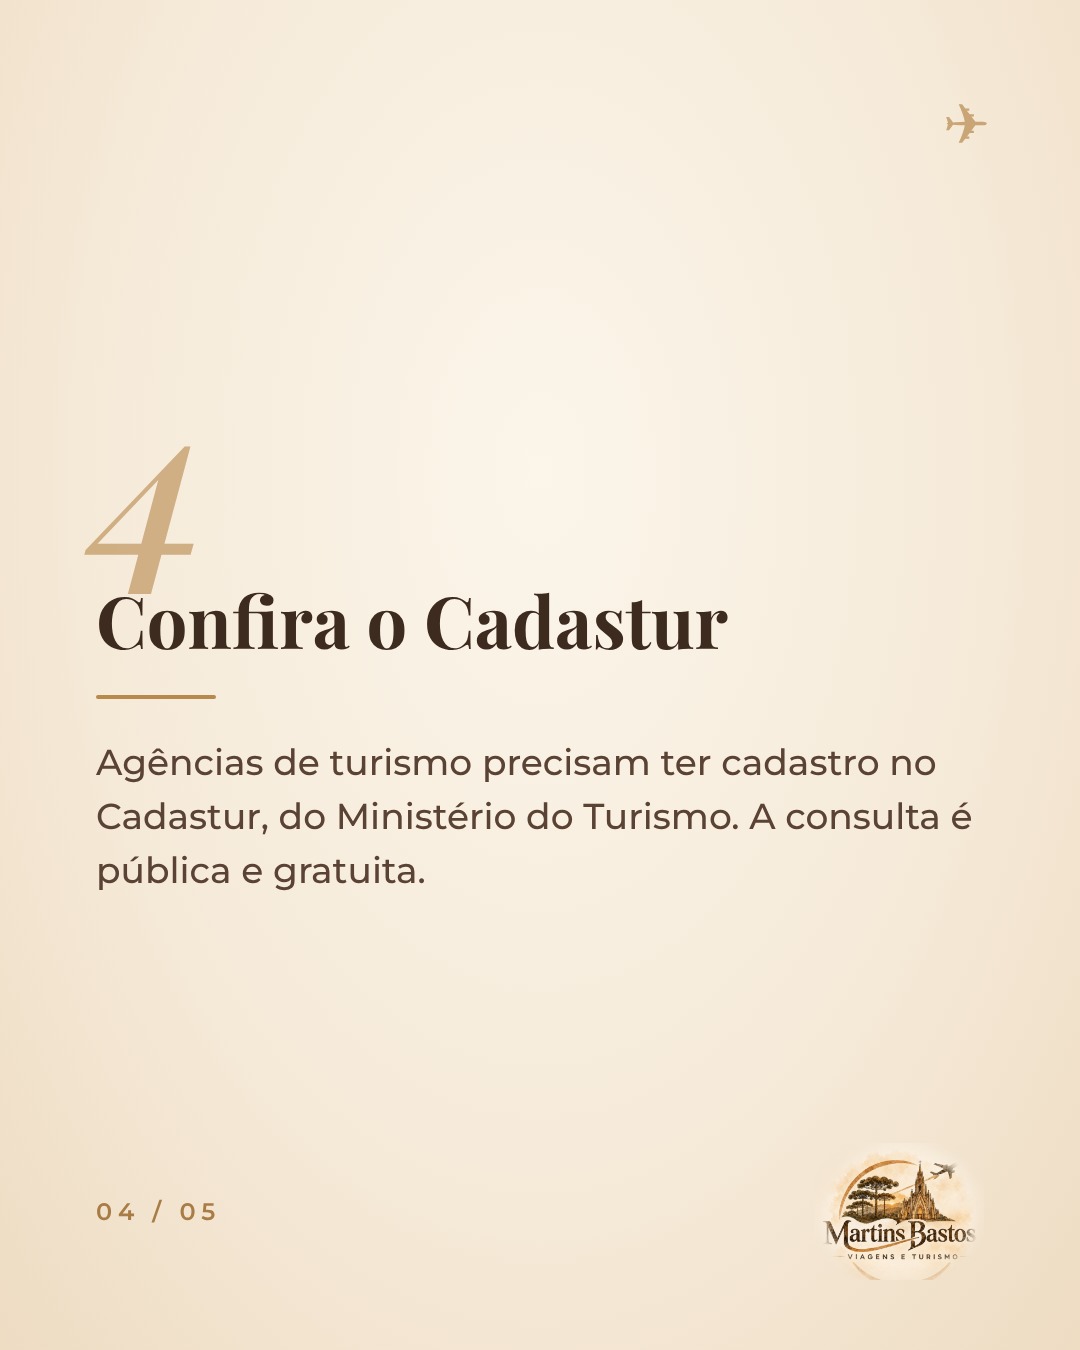 4
Confira o Cadastur
Agências de turismo precisam ter cadastro no
Cadastur, do Ministério do Turismo. A consulta é
pública e gratuita.
04 / 05
Martins Bastos
VIAGENS E TURISMO